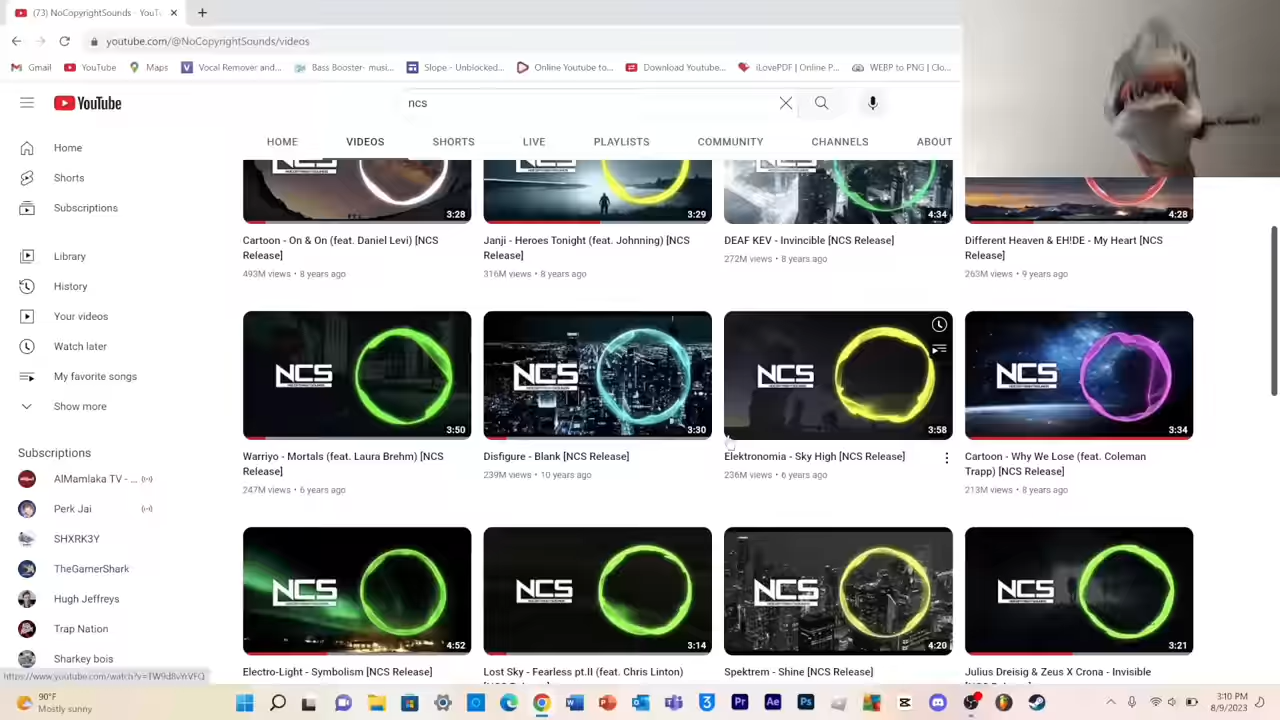 (73) NoCopyrightSounds - YouT
youtube.com/@NoCopyrightSounds/videos
Gmail
YouTube
Maps
Vocal Remover and...
Bass Booster- musi...
Slope - Unblocked...
Online Youtube to...
Download Youtube...
iLovePDF | Online P...
WEBP to PNG | Clo...
YouTube
ncs
HOME
VIDEOS
SHORTS
LIVE
PLAYLISTS
COMMUNITY
CHANNELS
ABOUT
Home
Shorts
Subscriptions
Library
History
Your videos
Watch later
My favorite songs
Show more
Subscriptions
AlMamlaka TV - ...
Perk Jai
SHXRK3Y
TheGamerShark
Hugh Jeffreys
Trap Nation
Sharkey bois
3:28
3:29
4:34
4:28
Cartoon - On & On (feat. Daniel Levi) [NCS
Release]
493M views • 8 years ago
Janji - Heroes Tonight (feat. Johnning) [NCS
Release]
316M views • 8 years ago
DEAF KEV - Invincible [NCS Release]
272M views • 8 years ago
Different Heaven & EH!DE - My Heart [NCS
Release]
263M views • 9 years ago
NCS
3:50
NCS
3:30
NCS
3:58
NCS
3:34
Warriyo - Mortals (feat. Laura Brehm) [NCS
Release]
247M views • 6 years ago
Disfigure - Blank [NCS Release]
239M views • 10 years ago
Elektronomia - Sky High [NCS Release]
236M views • 6 years ago
Cartoon - Why We Lose (feat. Coleman
Trapp) [NCS Release]
213M views • 8 years ago
NCS
4:52
NCS
3:14
NCS
4:20
NCS
3:21
Electro-Light - Symbolism [NCS Release]
Lost Sky - Fearless pt.II (feat. Chris Linton)
Spektrem - Shine [NCS Release]
Julius Dreisig & Zeus X Crona - Invisible
90°F
Mostly sunny
3:10 PM
8/9/2023